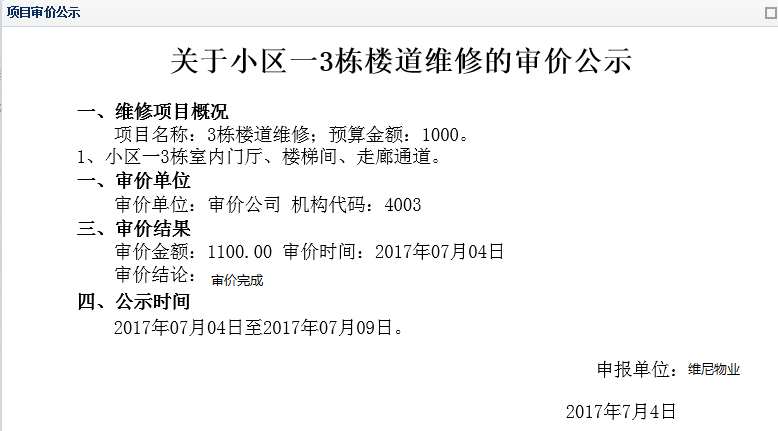 项目审价公示
关于小区一3栋楼道维修的审价公示
一、维修项目概况
项目名称：3栋楼道维修；预算金额：1000。
1、小区一3栋室内门厅、楼梯间、走廊通道。
一、审价单位
审价单位：审价公司 机构代码：4003
三、审价结果
审价金额：1100.00 审价时间：2017年07月04日
审价结论： 审价完成
四、公示时间
2017年07月04日至2017年07月09日。
申报单位：维尼物业
2017年7月4日